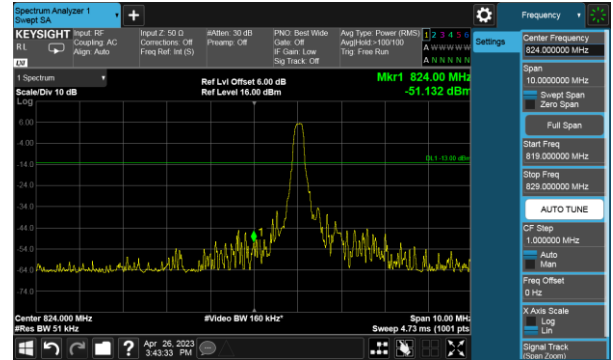 Spectrum Analyzer 1
Swept SA
Frequency
KEYSIGHT
Input: RF
Coupling: AC
Align: Auto
Input Z: 50 Ω
Corrections: Off
Freq Ref: Int (S)
#Atten: 30 dB
Preamp: Off
PNO: Best Wide
Gate: Off
IF Gain: Low
Sig Track: Off
Avg Type: Power (RMS)
Avg|Hold:>100/100
Trig: Free Run
1 2 3 4 5 6
A W W W W W
A N N N N N
RL
LXI
1 Spectrum
Scale/Div 10 dB
Log
Ref Lvl Offset 6.00 dB
Ref Level 16.00 dBm
Mkr1 824.00 MHz
-51.132 dBm
6.00
-4.00
-14.0
-24.0
-34.0
-44.0
-54.0
-64.0
-74.0
DL1 -13.00 dBm
1
Center 824.000 MHz
#Res BW 51 kHz
#Video BW 160 kHz*
Span 10.00 MHz
Sweep 4.73 ms (1001 pts)
Apr 26, 2023
3:43:33 PM
Settings
Center Frequency
824.000000 MHz
Span
10.0000000 MHz
Swept Span
Zero Span
Full Span
Start Freq
819.000000 MHz
Stop Freq
829.000000 MHz
AUTO TUNE
CF Step
1.000000 MHz
Auto
Man
Freq Offset
0 Hz
X Axis Scale
Log
Lin
Signal Track
(Span Zoom)